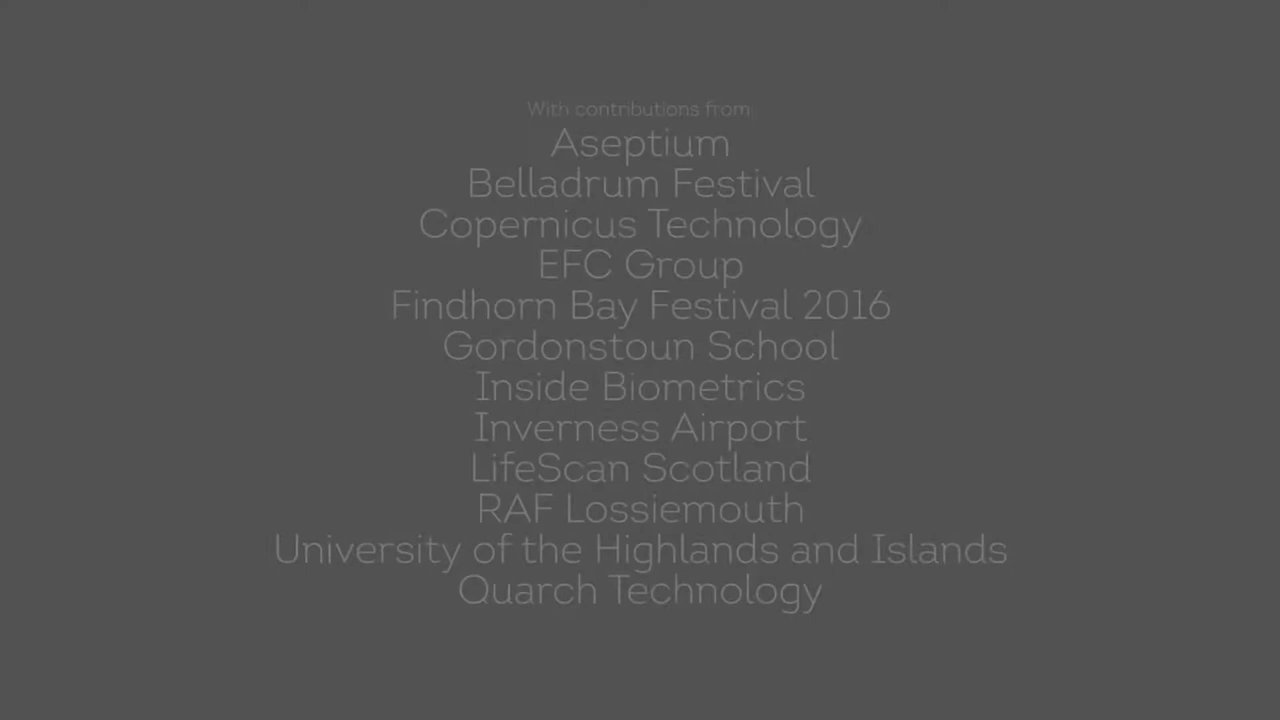 With contributions from
Aseptium
Belladrum Festival
Copernicus Technology
EFC Group
Findhorn Bay Festival 2016
Gordonstoun School
Inside Biometrics
Inverness Airport
LifeScan Scotland
RAF Lossiemouth
University of the Highlands and Islands
Quarch Technology